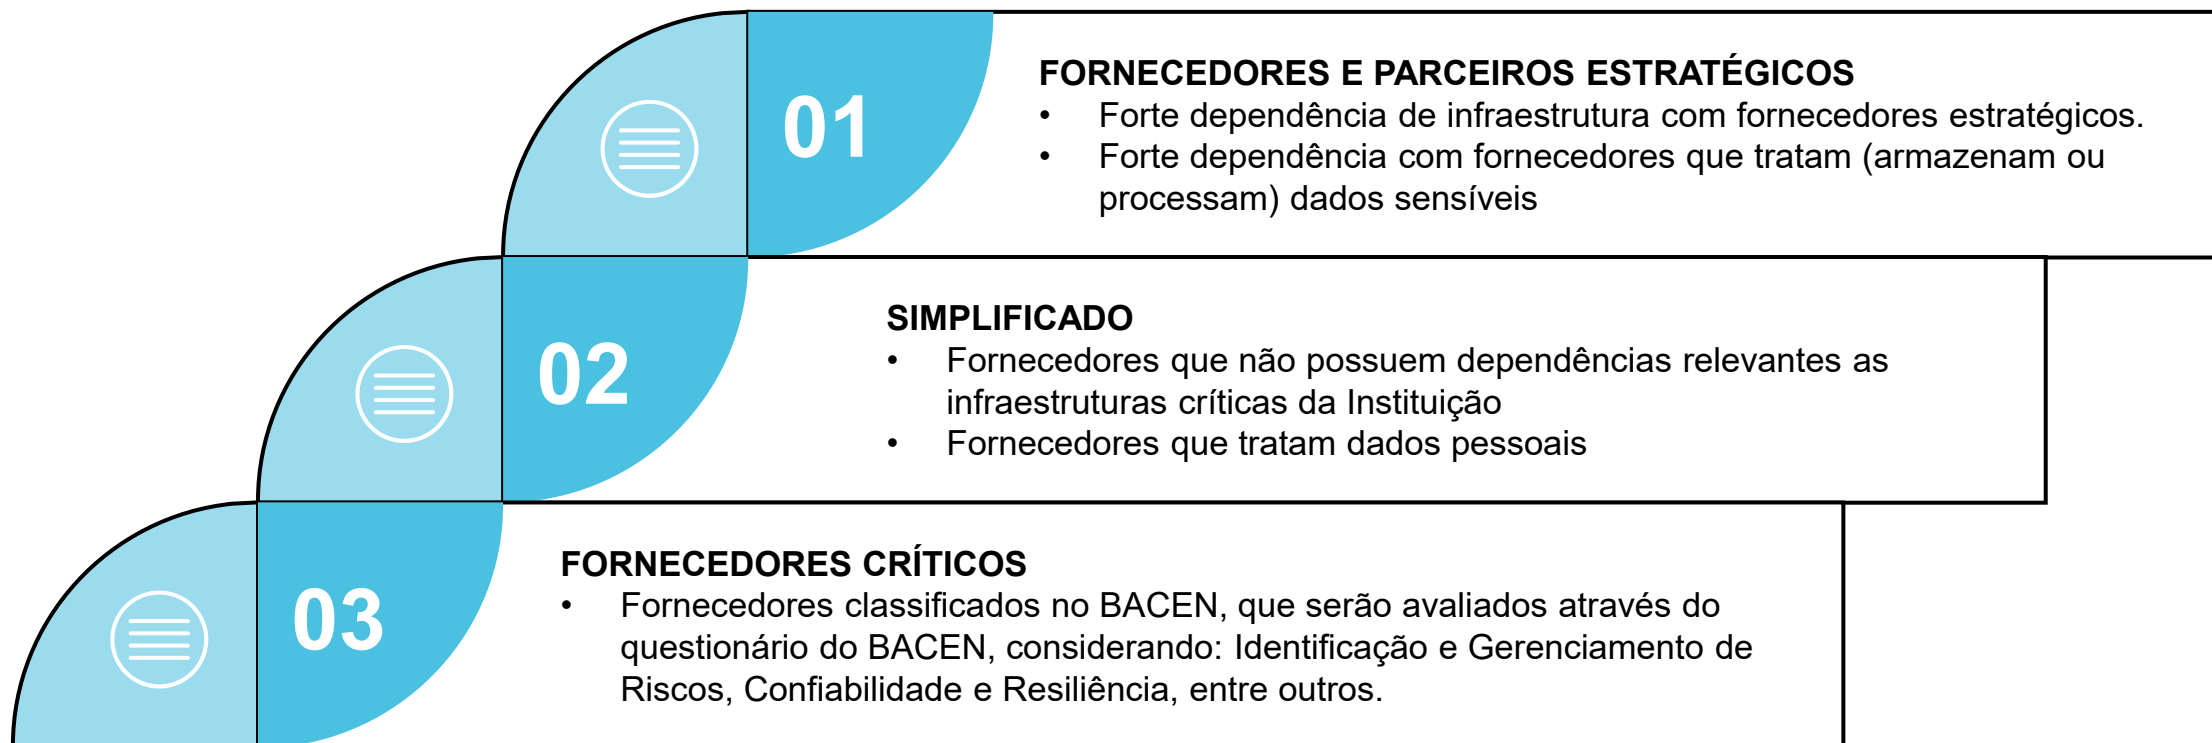 01
FORNECEDORES E PARCEIROS ESTRATÉGICOS
• Forte dependência de infraestrutura com fornecedores estratégicos.
• Forte dependência com fornecedores que tratam (armazenam ou
processam) dados sensíveis
02
SIMPLIFICADO
• Fornecedores que não possuem dependências relevantes as
infraestruturas críticas da Instituição
• Fornecedores que tratam dados pessoais
03
FORNECEDORES CRÍTICOS
• Fornecedores classificados no BACEN, que serão avaliados através do
questionário do BACEN, considerando: Identificação e Gerenciamento de
Riscos, Confiabilidade e Resiliência, entre outros.